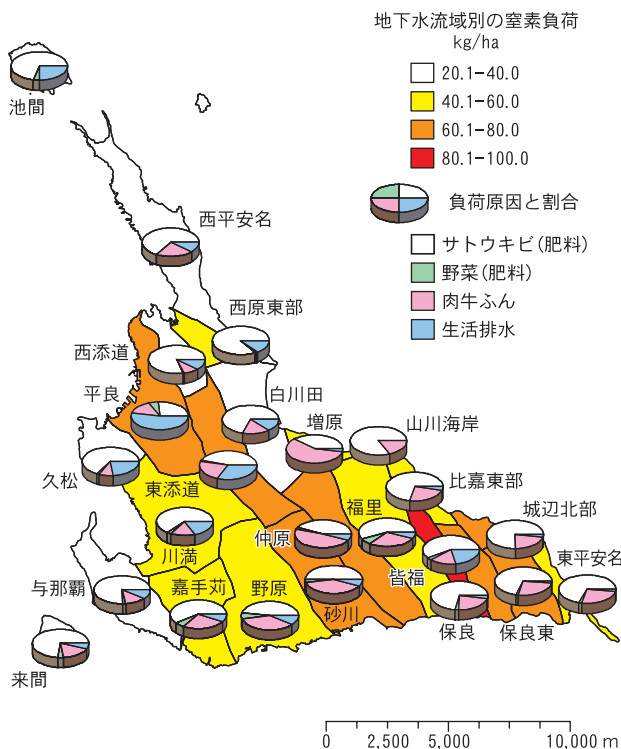 地下水流域別の窒素負荷
kg/ha
20.1-40.0
40.1-60.0
60.1-80.0
80.1-100.0
負荷原因と割合
サトウキビ(肥料)
野菜(肥料)
肉牛ふん
生活排水
池間
西平安名
西原東部
西添道
平良
白川田
増原
山川海岸
久松
東添道
福里
比嘉東部
城辺北部
川満
仲原
東平安名
与那覇
嘉手苅
野原
皆福
砂川
保良
保良東
来間
0 2,500 5,000 10,000 m